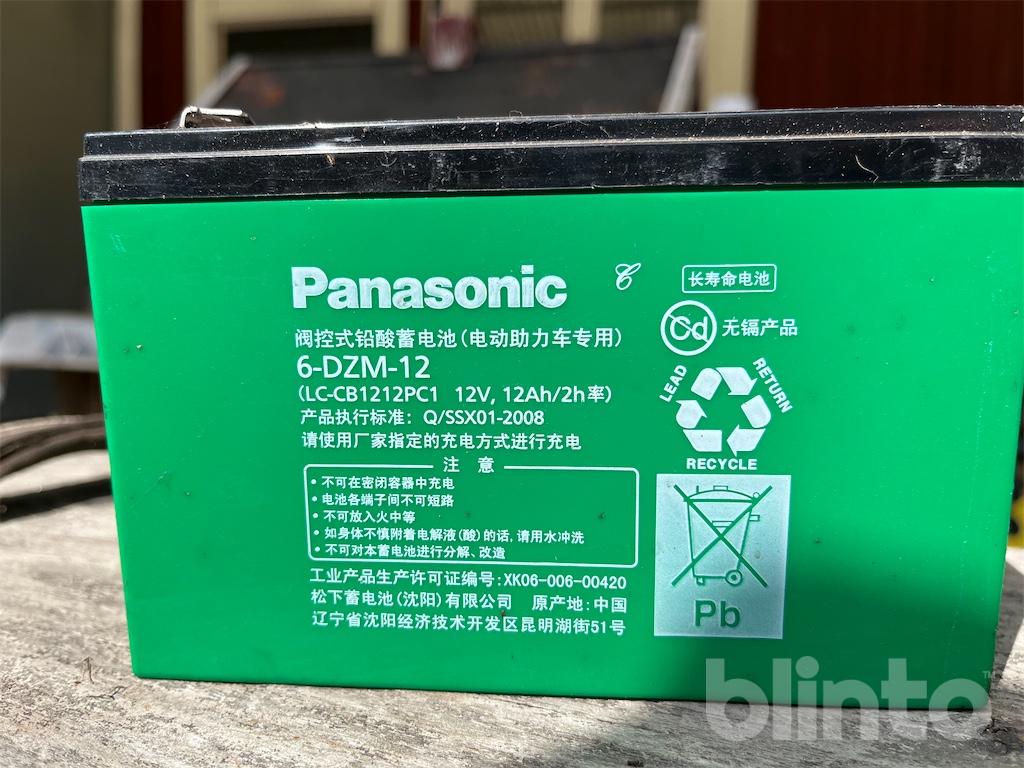 Panasonic
长寿命电池
阀控式铅酸蓄电池(电动助力车专用)
Cd 无镉产品
6-DZM-12
(LC-CB1212PC1 12V, 12Ah/2h率)
产品执行标准: Q/SSX01-2008
请使用厂家指定的充电方式进行充电
LEAD
RETURN
RECYCLE
注 意
• 不可在密闭容器中充电
• 电池各端子间不可短路
• 不可放入火中等
• 如身体不慎附着电解液(酸)的话, 请用水冲洗
• 不可对本蓄电池进行分解、改造
工业产品生产许可证编号: XK06-006-00420
松下蓄电池(沈阳)有限公司 原产地: 中国
辽宁省沈阳经济技术开发区昆明湖街51号
Pb
blinto™